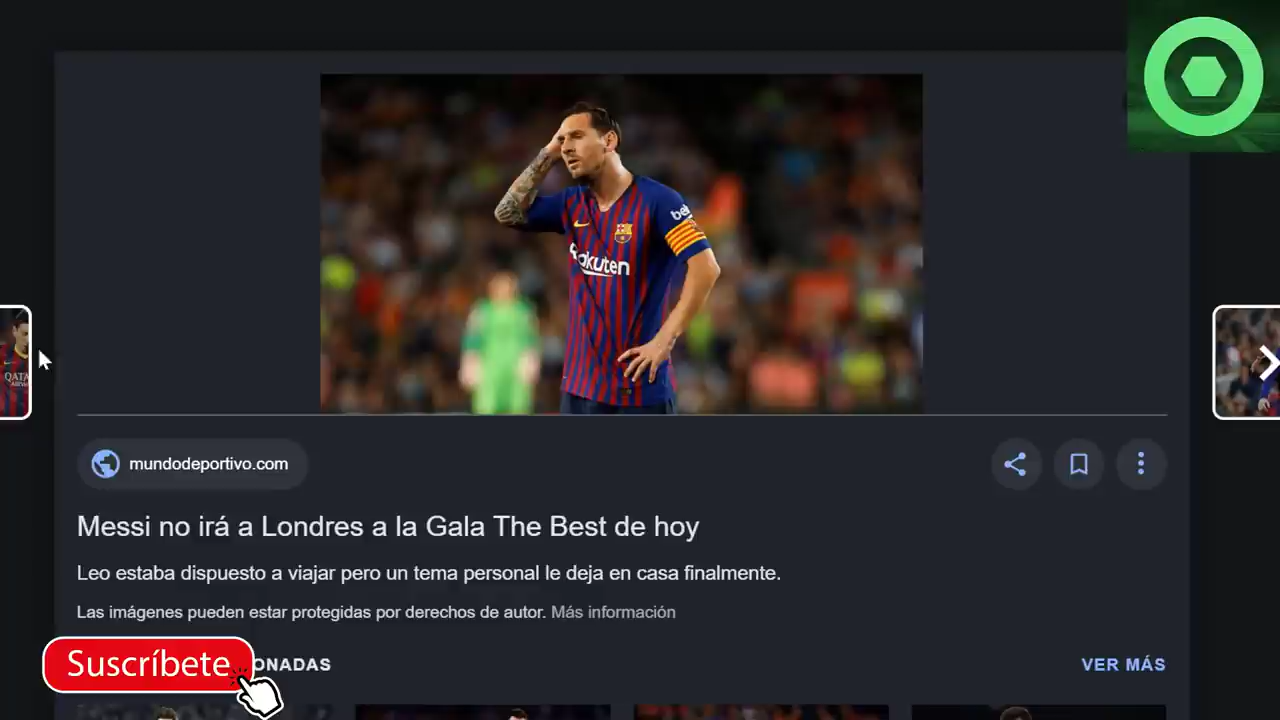 beko
Rakuten
QATAR
mundodeportivo.com
Messi no irá a Londres a la Gala The Best de hoy
Leo estaba dispuesto a viajar pero un tema personal le deja en casa finalmente.
Las imágenes pueden estar protegidas por derechos de autor. Más información
Suscríbete
ONADAS
VER MÁS